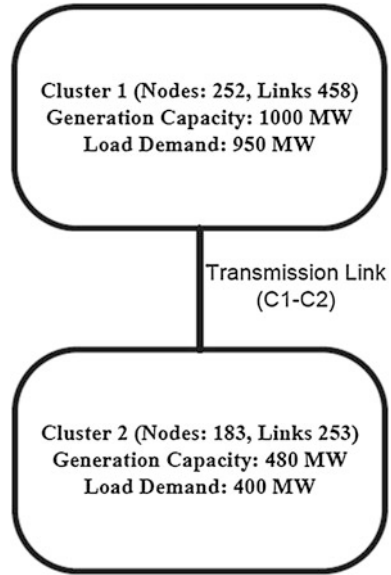 Cluster 1 (Nodes: 252, Links 458)
Generation Capacity: 1000 MW
Load Demand: 950 MW
Transmission Link
(C1-C2)
Cluster 2 (Nodes: 183, Links 253)
Generation Capacity: 480 MW
Load Demand: 400 MW